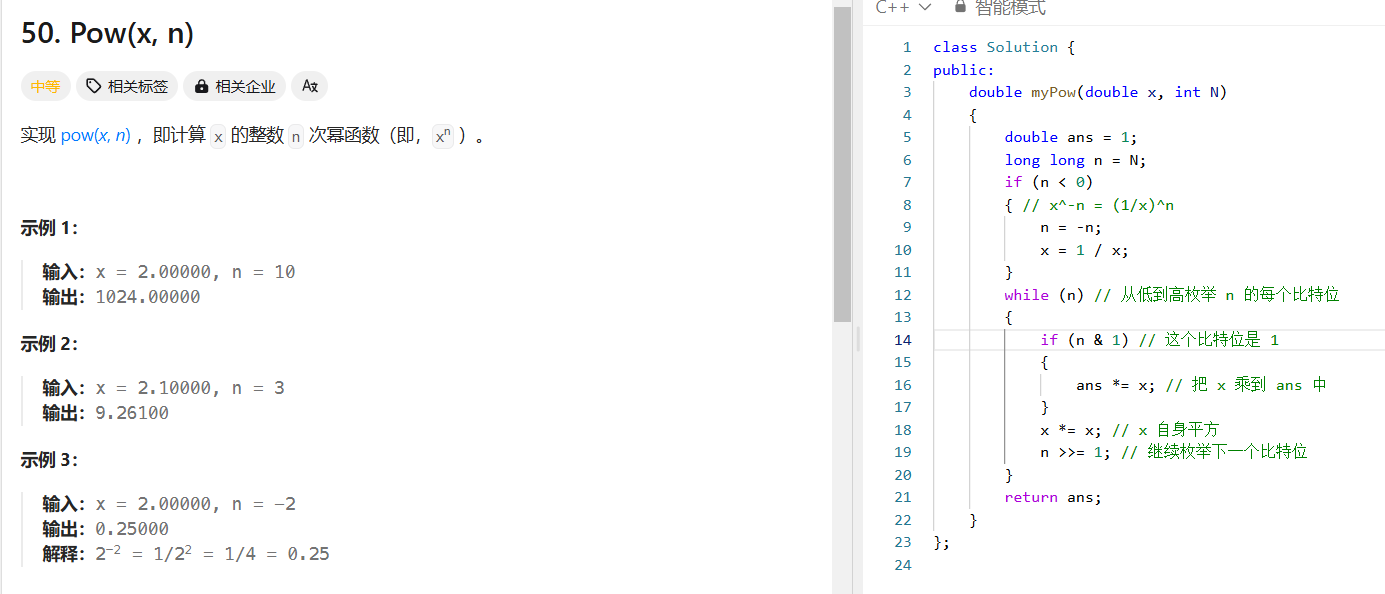 50. Pow(x, n)
中等 相关标签 相关企业
实现 pow(x, n) ，即计算 x 的整数 n 次幂函数（即，xⁿ ）。
示例 1：
输入：x = 2.00000, n = 10
输出：1024.00000
示例 2：
输入：x = 2.10000, n = 3
输出：9.26100
示例 3：
输入：x = 2.00000, n = -2
输出：0.25000
解释：2⁻² = 1/2² = 1/4 = 0.25
C++ 智能模式
1 class Solution {
2 public:
3     double myPow(double x, int N)
4     {
5         double ans = 1;
6         long long n = N;
7         if (n < 0)
8         { // x^-n = (1/x)^n
9             n = -n;
10             x = 1 / x;
11         }
12         while (n) // 从低到高枚举 n 的每个比特位
13         {
14             if (n & 1) // 这个比特位是 1
15             {
16                 ans *= x; // 把 x 乘到 ans 中
17             }
18             x *= x; // x 自身平方
19             n >>= 1; // 继续枚举下一个比特位
20         }
21         return ans;
22     }
23 };
24